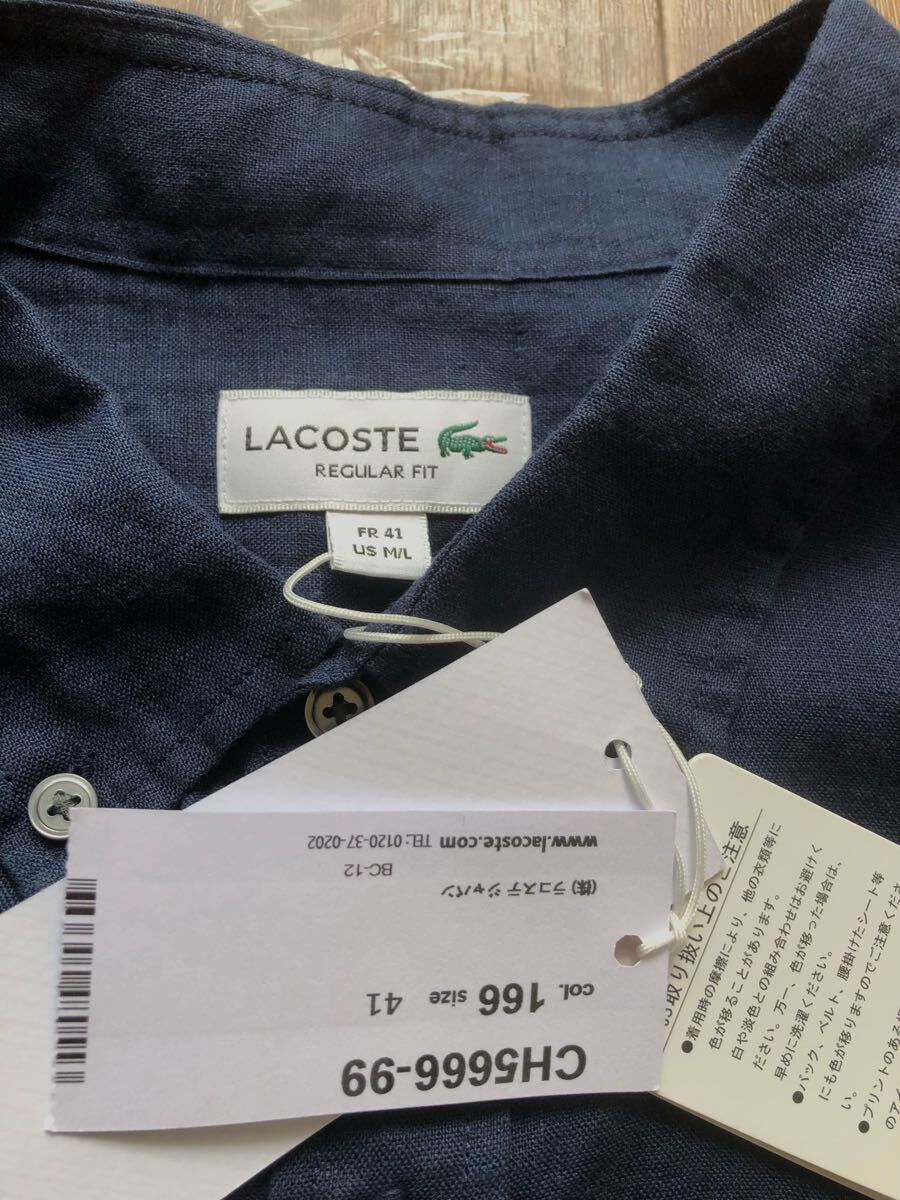 LACOSTE
REGULAR FIT
FR 41
US M/L
CH5666-99
col. 166 size 41
(株) ラコステジャパン
BC-12
www.lacoste.com TEL: 0120-37-0202
お取り扱い上のご注意
●着用時の摩擦により、他の衣類等に
色が移ることがあります。
白や淡色との組み合わせはお避けく
ださい。万一、色が移った場合は、
早めに洗濯ください。
●バック、ベルト、腰掛けたシート等
にも色が移りますのでご注意くださ
い。
●プリントのある
のアイ